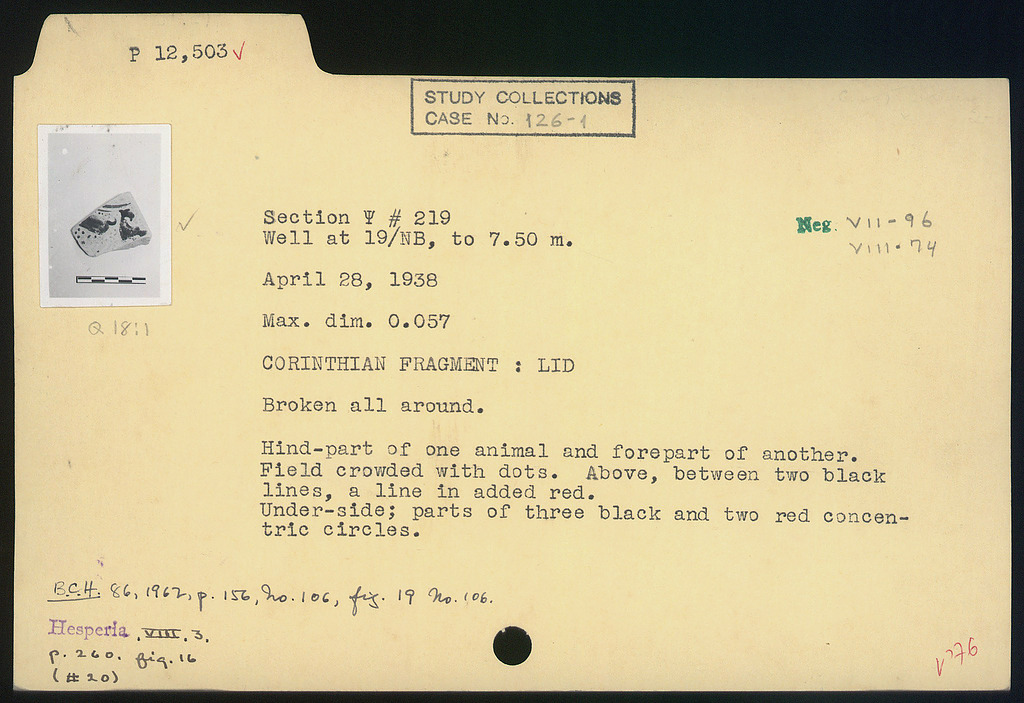 P 12,503 ✓
STUDY COLLECTIONS
CASE No. 126-1
Section Ψ # 219
Well at 19/NB, to 7.50 m.
Neg. VII-96
VIII-74
April 28, 1938
Max. dim. 0.057
Q 18:1
CORINTHIAN FRAGMENT : LID
Broken all around.
Hind-part of one animal and forepart of another.
Field crowded with dots. Above, between two black
lines, a line in added red.
Under-side; parts of three black and two red concen-
tric circles.
B.C.H. 86, 1962, p. 156, No. 106, fig. 19 No. 106.
Hesperia VIII. 3.
p. 260. fig. 16
(# 20)
√'76